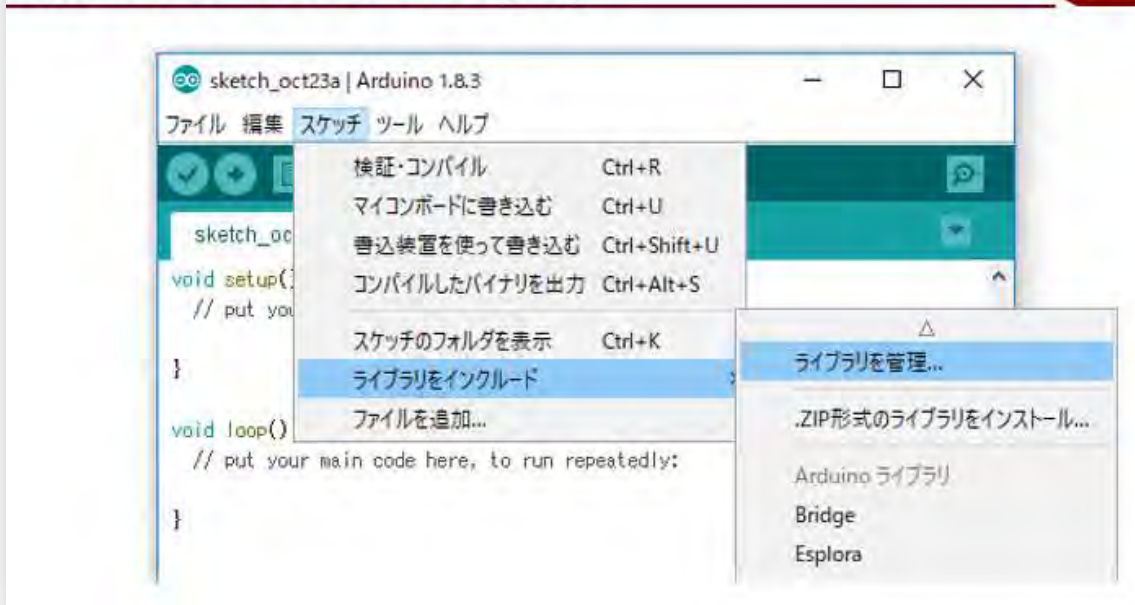 sketch_oct23a | Arduino 1.8.3
ファイル 編集 スケッチ ツール ヘルプ
検証・コンパイル Ctrl+R
マイコンボードに書き込む Ctrl+U
書込装置を使って書き込む Ctrl+Shift+U
コンパイルしたバイナリを出力 Ctrl+Alt+S
スケッチのフォルダを表示 Ctrl+K
ライブラリをインクルード
ファイルを追加...
sketch_oc
void setup()
// put you
}
void loop()
// put your main code here, to run repeatedly:
}
△
ライブラリを管理...
.ZIP形式のライブラリをインストール...
Arduino ライブラリ
Bridge
Esplora